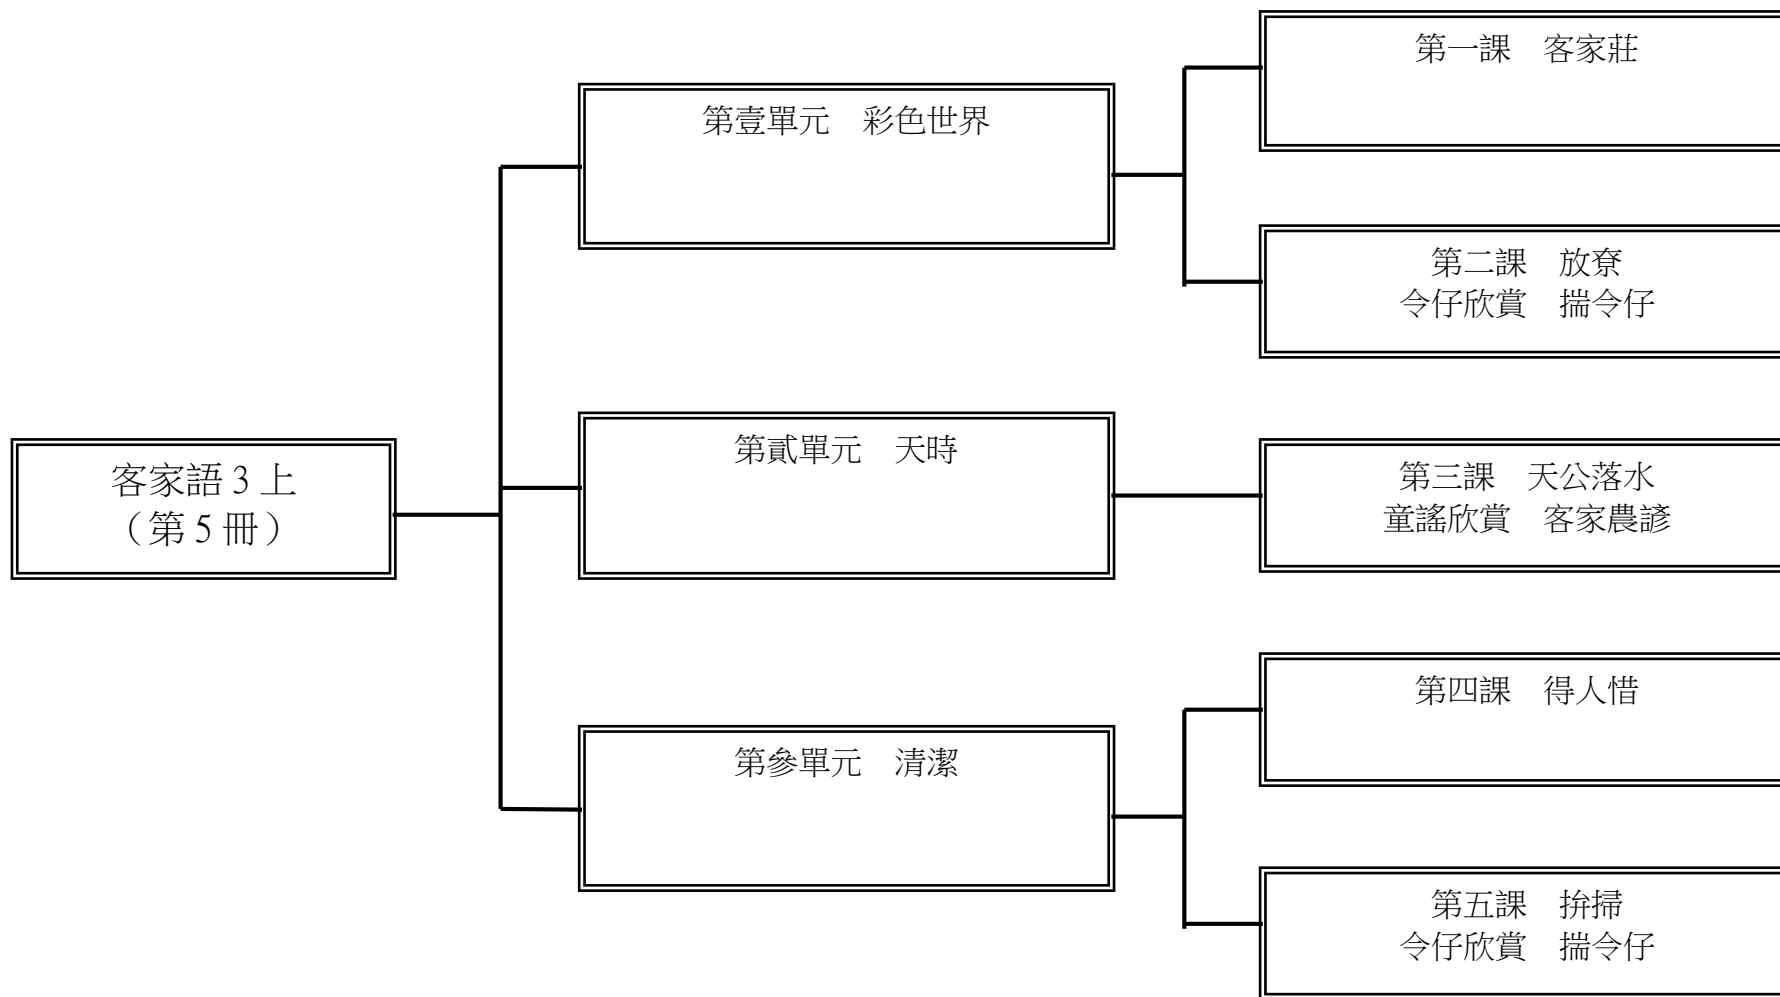 客家語 3 上
（第 5 冊）
第壹單元　彩色世界
第一課　客家莊
第二課　放尞
令仔欣賞　揣令仔
第貳單元　天時
第三課　天公落水
童謠欣賞　客家農諺
第參單元　清潔
第四課　得人惜
第五課　拚掃
令仔欣賞　揣令仔